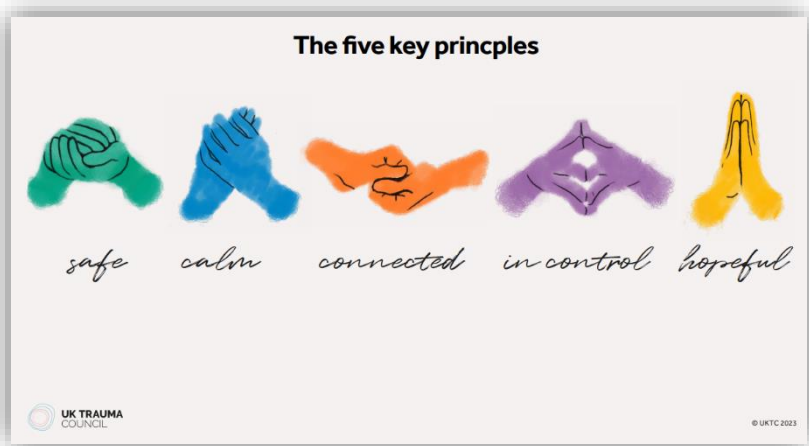 The five key princples
safe calm connected in control hopeful
UK TRAUMA
COUNCIL
© UKTC 2023